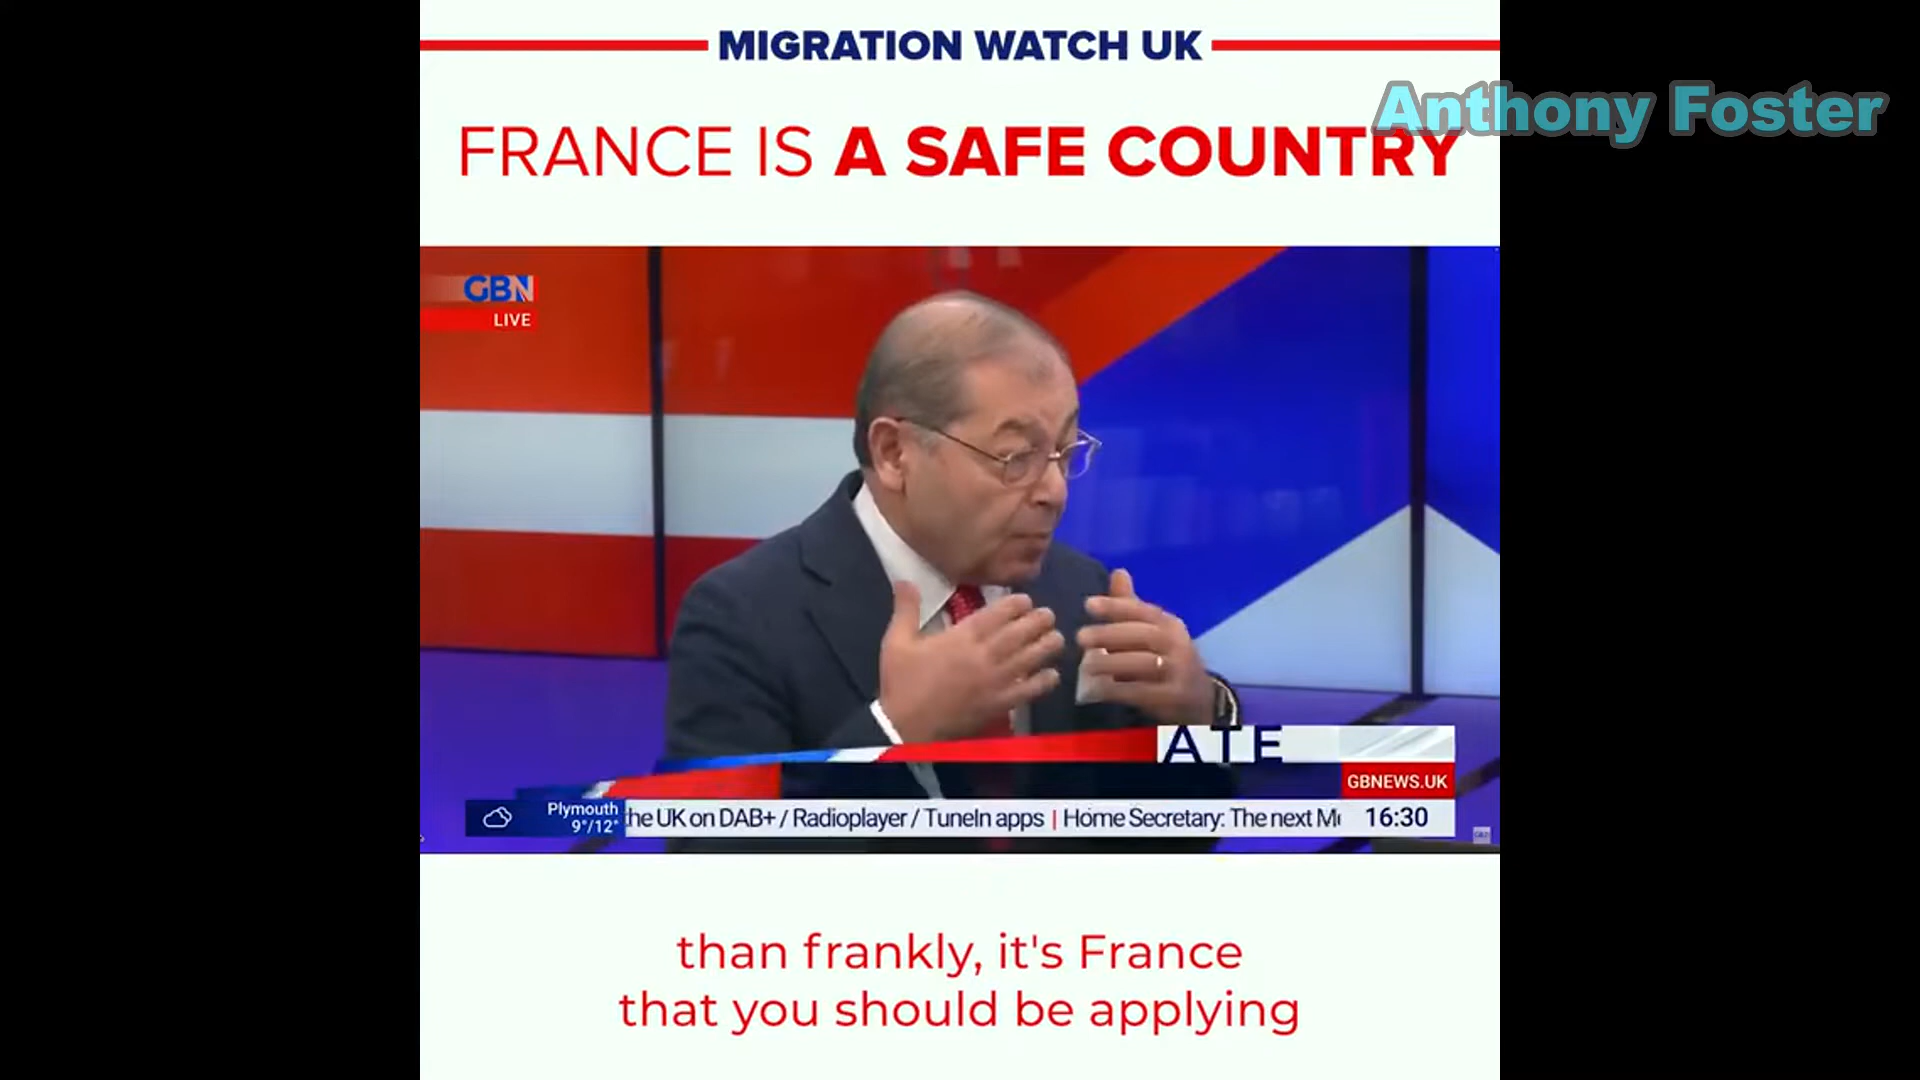 MIGRATION WATCH UK
Anthony Foster
FRANCE IS A SAFE COUNTRY
GBN
LIVE
ATE
GBNEWS.UK
Plymouth
9°/12°
the UK on DAB+ / Radioplayer / TuneIn apps | Home Secretary: The next
16:30
than frankly, it's France
that you should be applying